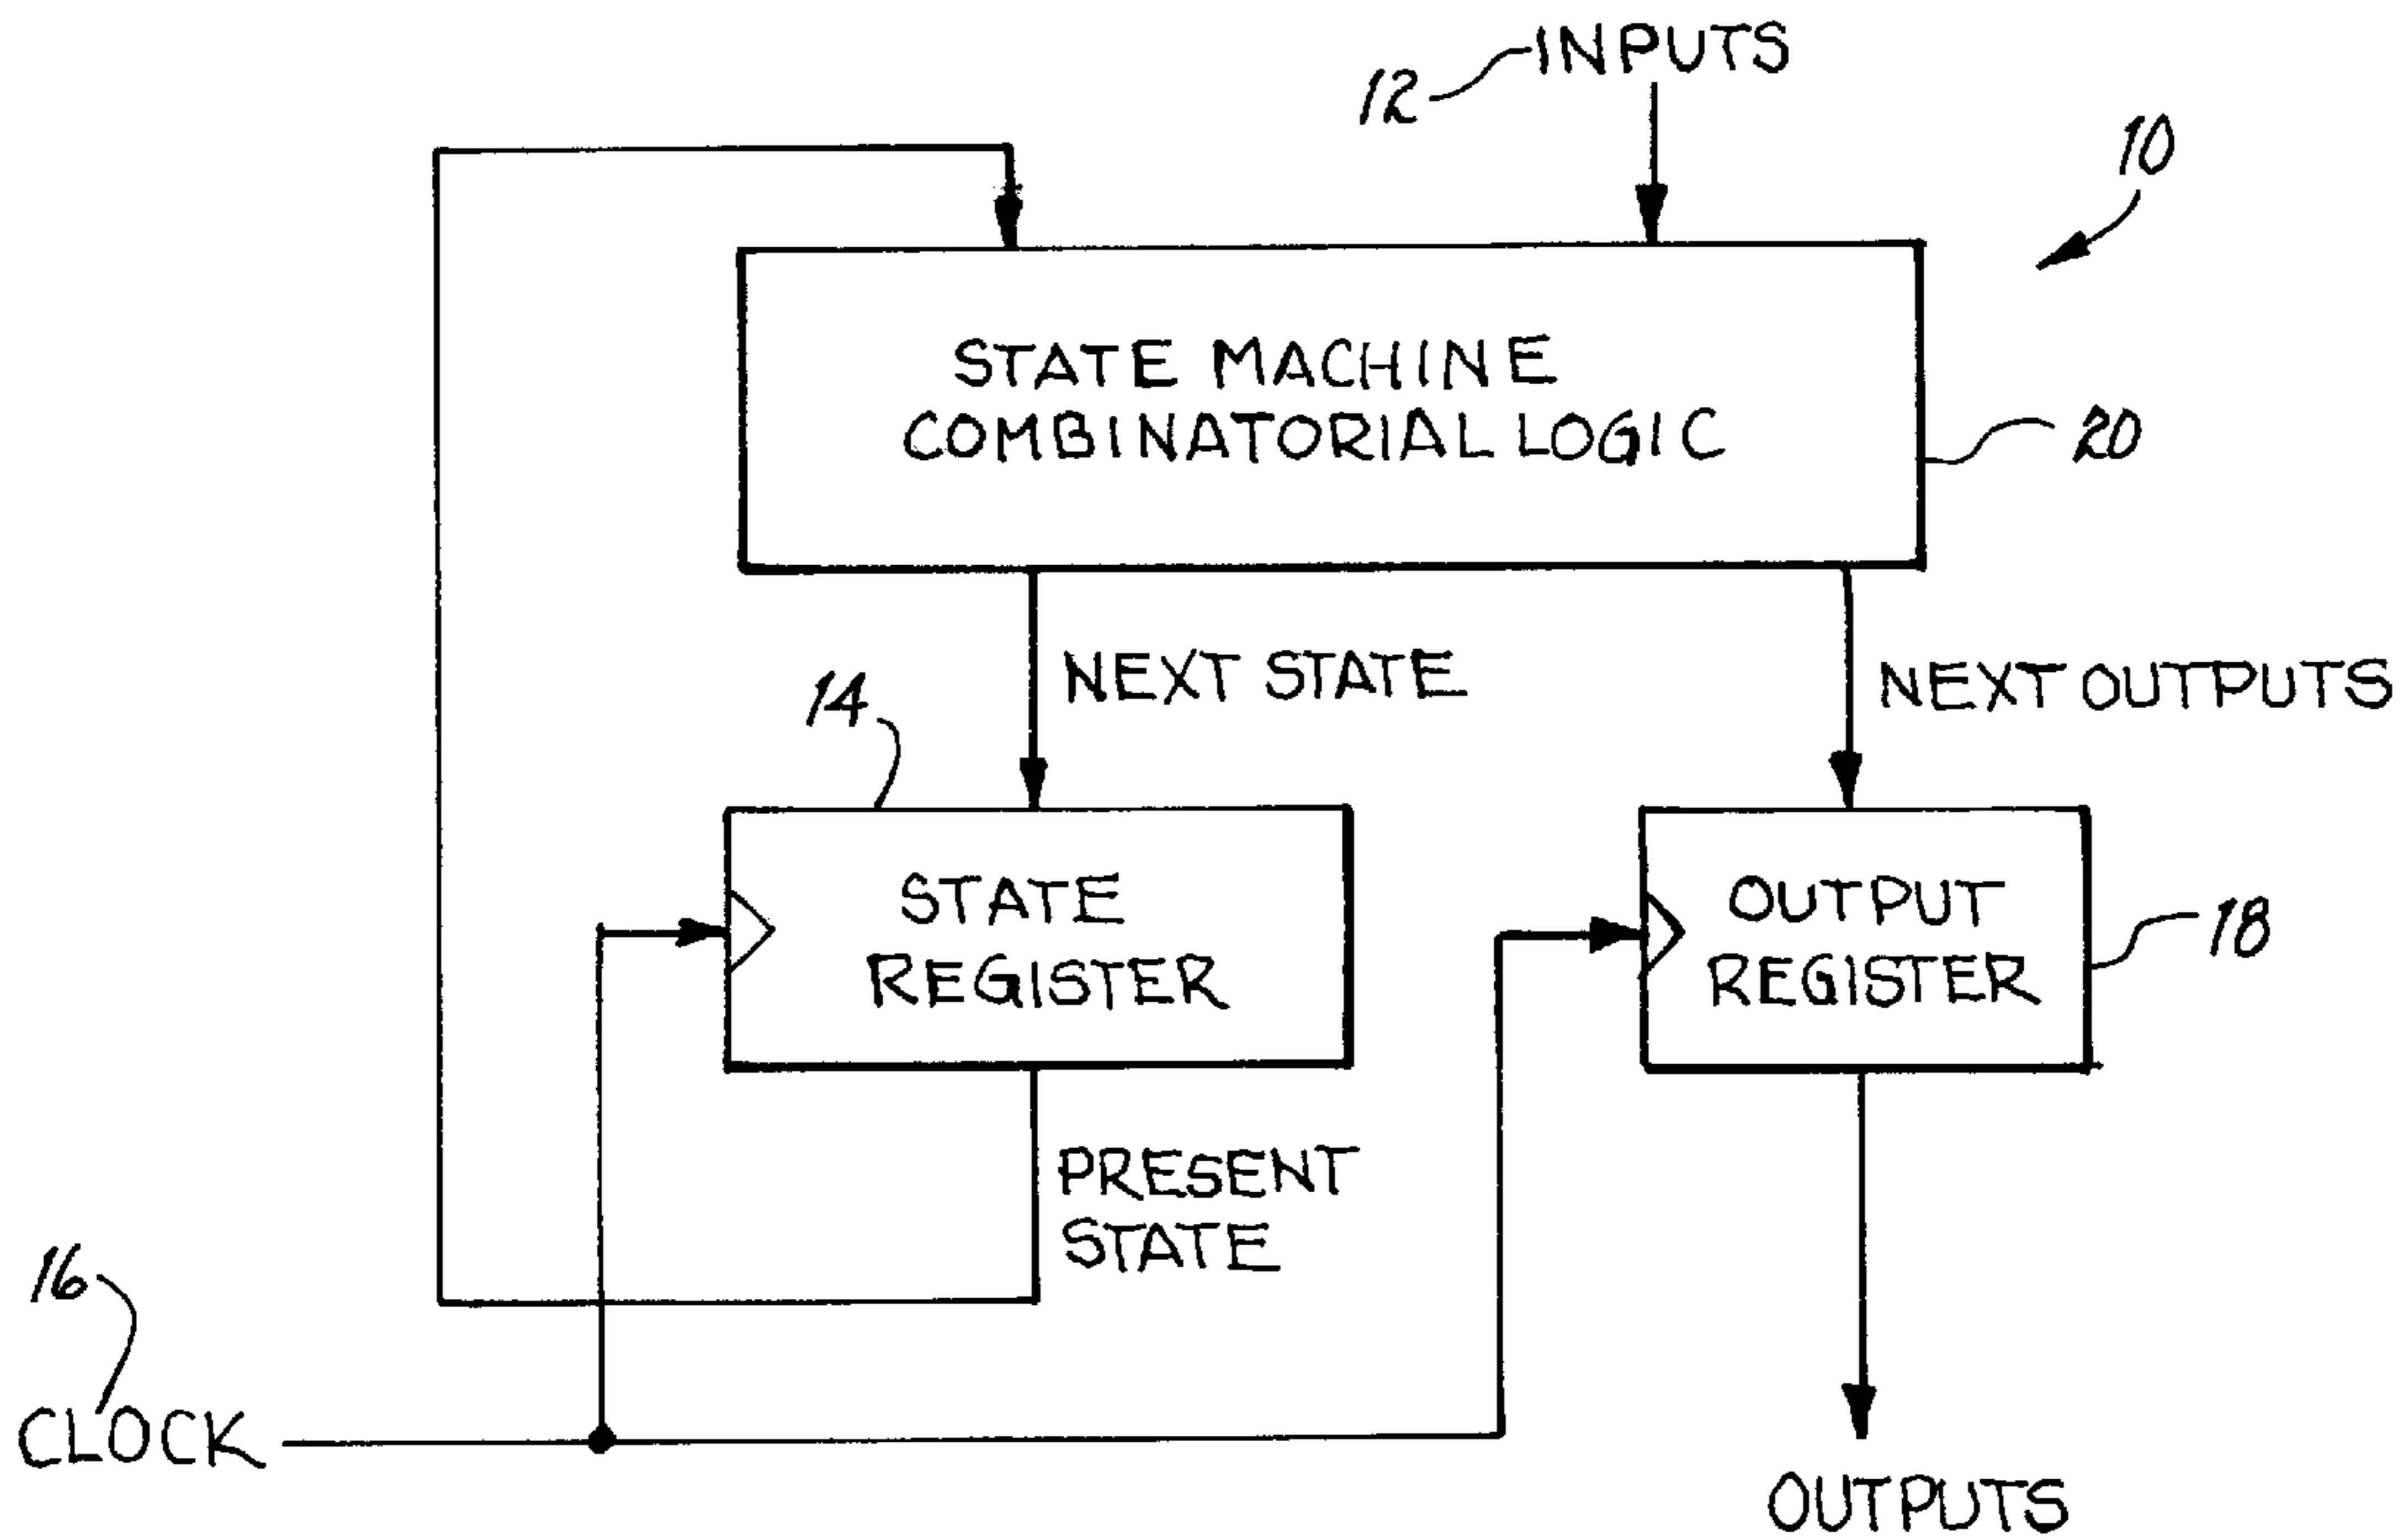 INPUTS
12
10
STATE MACHINE
COMBINATORIAL LOGIC
20
NEXT STATE
NEXT OUTPUTS
14
STATE
REGISTER
OUTPUT
REGISTER
18
PRESENT
STATE
16
CLOCK
OUTPUTS